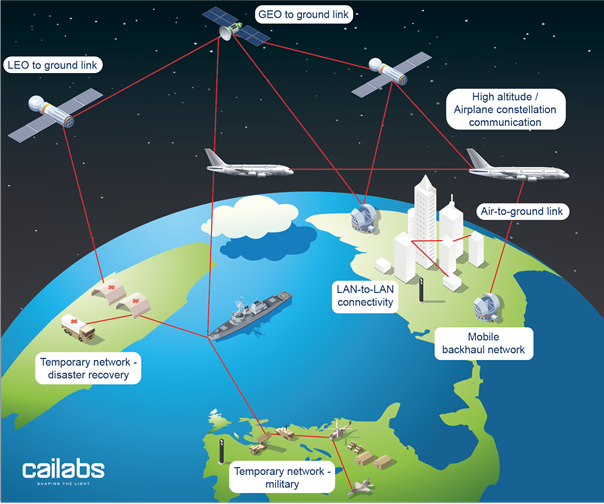 GEO to ground link
LEO to ground link
High altitude /
Airplane constellation
communication
Air-to-ground link
LAN-to-LAN
connectivity
Mobile
backhaul network
Temporary network -
disaster recovery
Temporary network -
military
cailabs
SHAPING THE LIGHT